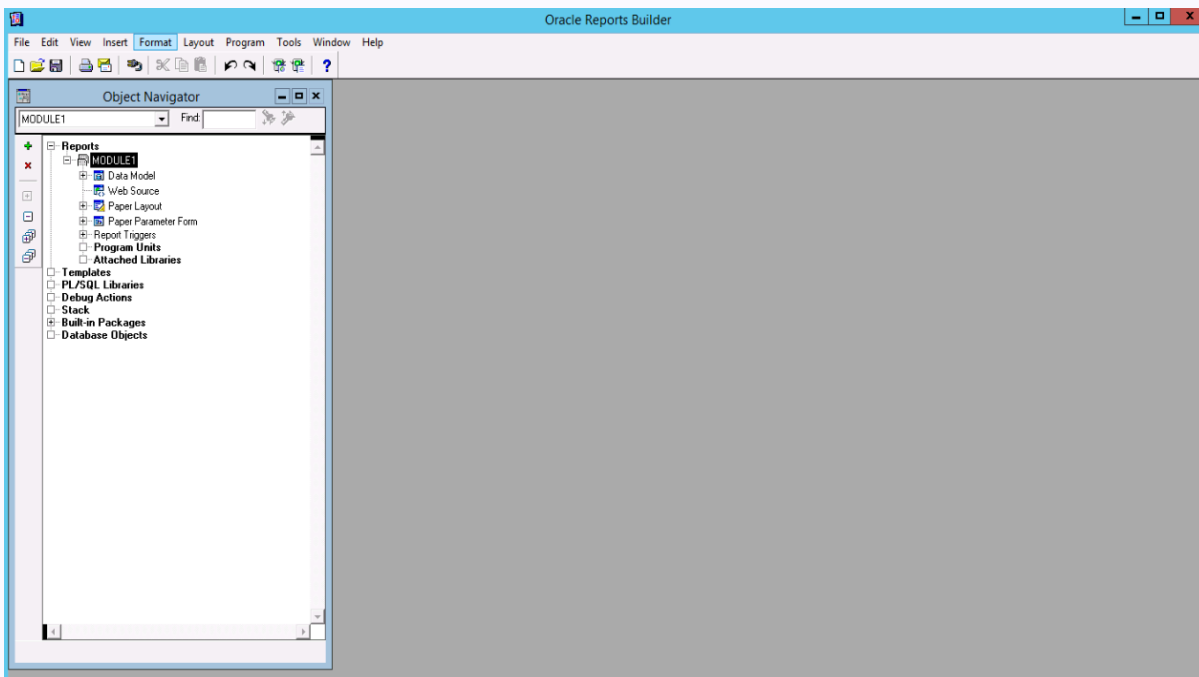 Oracle Reports Builder
File Edit View Insert Format Layout Program Tools Window Help
Object Navigator
MODULE1 Find:
Reports
MODULE1
Data Model
Web Source
Paper Layout
Paper Parameter Form
Report Triggers
Program Units
Attached Libraries
Templates
PL/SQL Libraries
Debug Actions
Stack
Built-in Packages
Database Objects